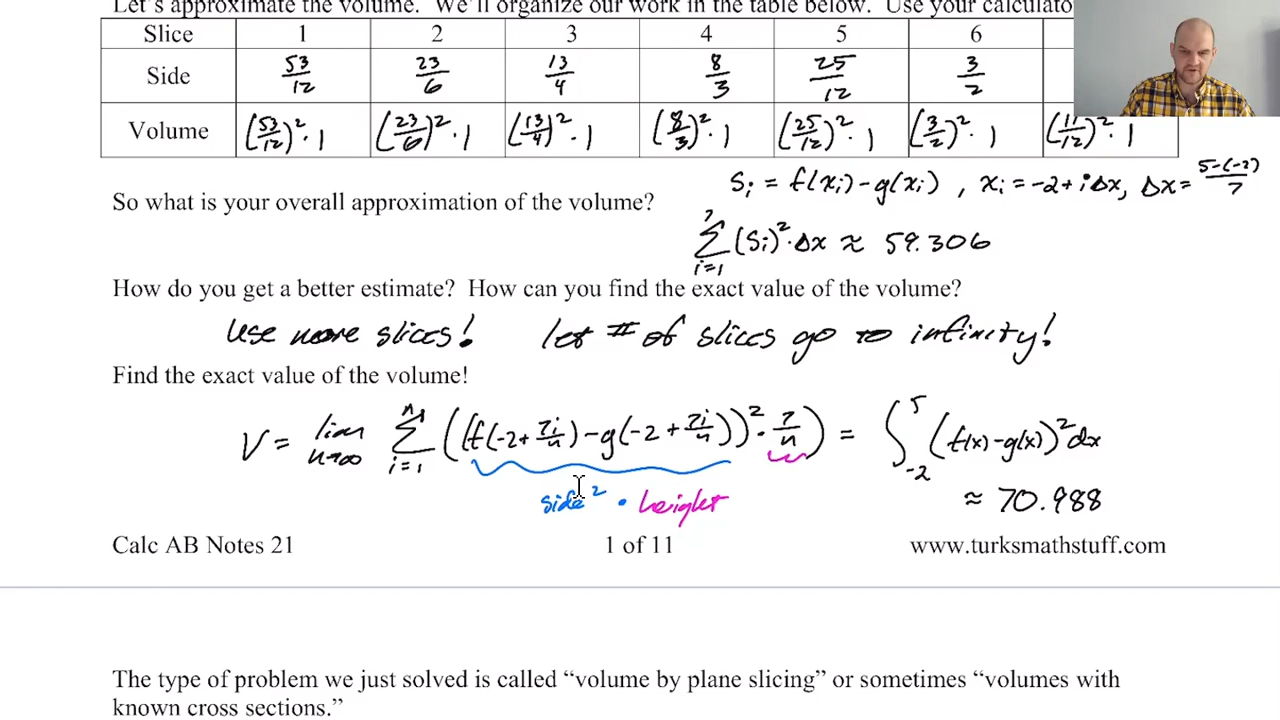 Let's approximate the volume. We'll organize our work in the table below. Use your calculato
Slice 1 2 3 4 5 6
Side 53/12 23/6 13/4 8/3 25/12 3/2
Volume (53/12)²·1 (23/6)²·1 (13/4)²·1 (8/3)²·1 (25/12)²·1 (3/2)²·1 (11/12)²·1
Sᵢ = f(xᵢ)-g(xᵢ), xᵢ = -2+iΔx, Δx = (5-(-2))/7
So what is your overall approximation of the volume?
7 Σ i=1 (Sᵢ)²·Δx ≈ 59.306
How do you get a better estimate? How can you find the exact value of the volume?
Use more slices! let # of slices go to infinity!
Find the exact value of the volume!
V = lim n→∞ n Σ i=1 ((f(-2+7i/n)-g(-2+7i/n))²·7/n) = ∫ -2 5 (f(x)-g(x))²dx
side² · height ≈ 70.988
Calc AB Notes 21 1 of 11 www.turksmathstuff.com
The type of problem we just solved is called “volume by plane slicing” or sometimes “volumes with
known cross sections.”